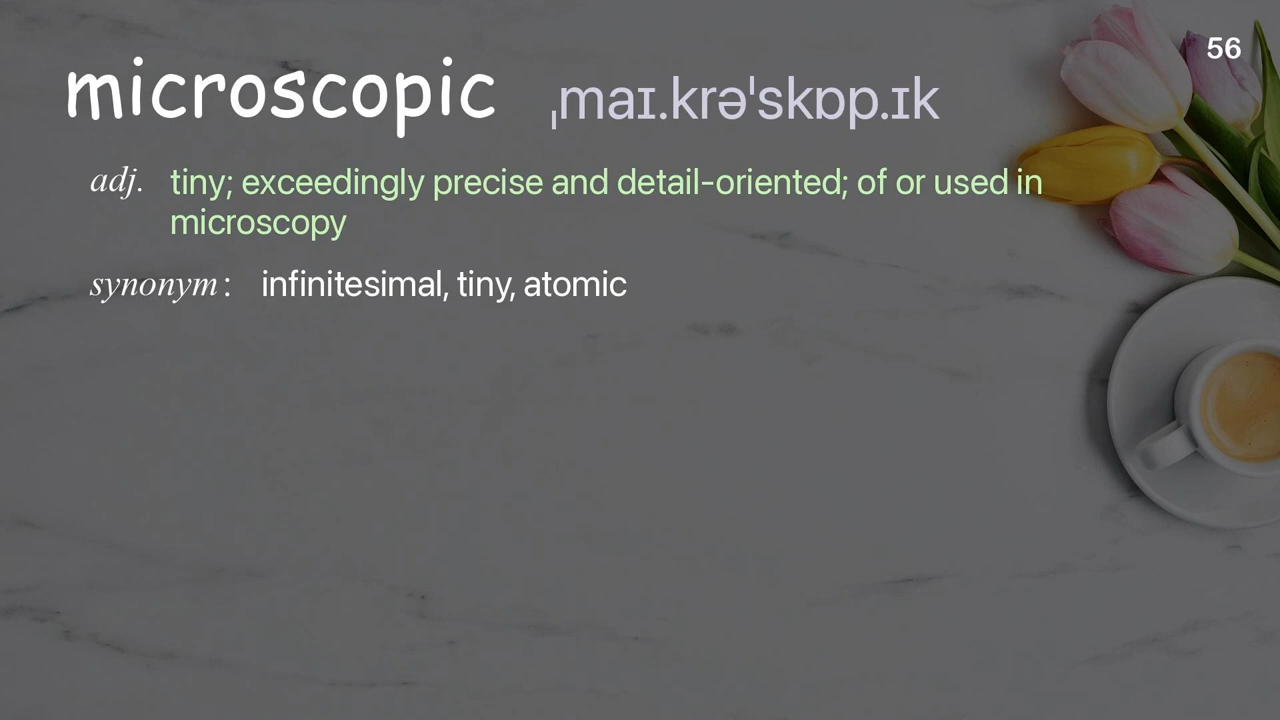 56
microscopic ˌmaɪ.krəˈskɒp.ɪk
adj. tiny; exceedingly precise and detail-oriented; of or used in
microscopy
synonym : infinitesimal, tiny, atomic